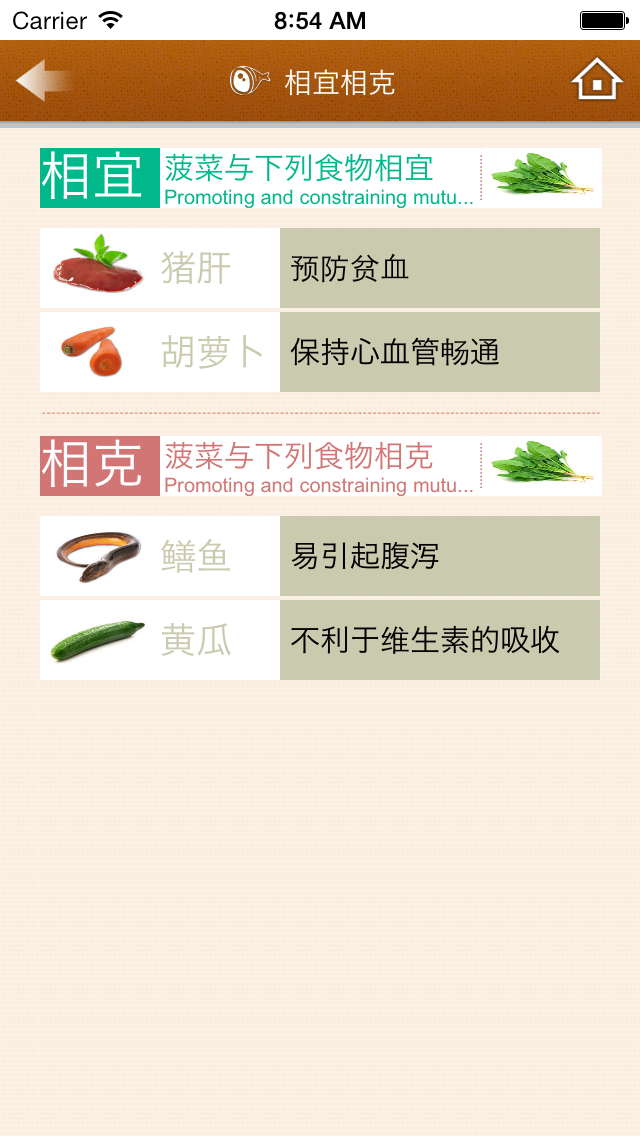 Carrier 8:54 AM
相宜相克
相宜 菠菜与下列食物相宜
Promoting and constraining mutu...
猪肝 预防贫血
胡萝卜 保持心血管畅通
相克 菠菜与下列食物相克
Promoting and constraining mutu...
鳝鱼 易引起腹泻
黄瓜 不利于维生素的吸收